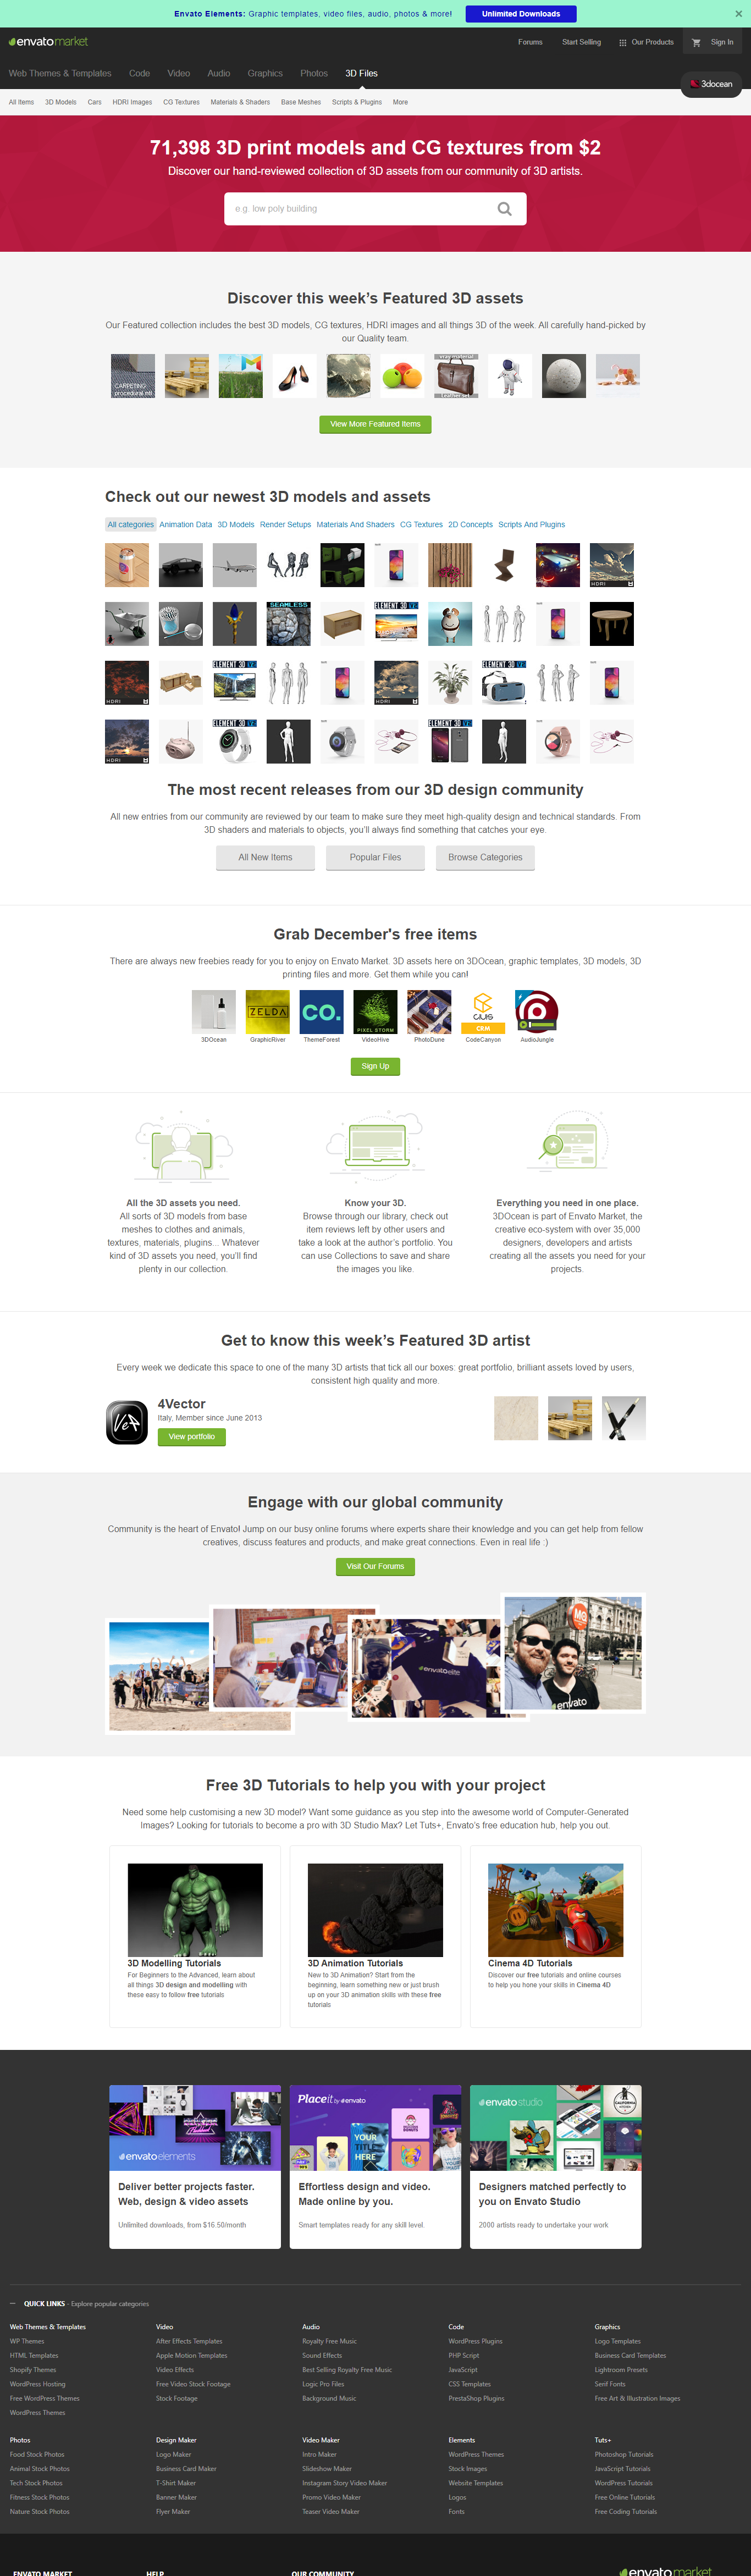 Envato Elements: Graphic templates, video files, audio, photos & more!
Unlimited Downloads
envatomarket
Forums
Start Selling
Our Products
Sign In
Web Themes & Templates
Code
Video
Audio
Graphics
Photos
3D Files
3docean
All Items
3D Models
Cars
HDRI Images
CG Textures
Materials & Shaders
Base Meshes
Scripts & Plugins
More
71,398 3D print models and CG textures from $2
Discover our hand-reviewed collection of 3D assets from our community of 3D artists.
e.g. low poly building
Discover this week’s Featured 3D assets
Our Featured collection includes the best 3D models, CG textures, HDRI images and all things 3D of the week. All carefully hand-picked by
our Quality team.
CARPETING
procedural mtl
vray material
View More Featured Items
Check out our newest 3D models and assets
All categories
Animation Data
3D Models
Render Setups
Materials And Shaders
CG Textures
2D Concepts
Scripts And Plugins
HDRI
SEAMLESS
ELEMENT 3D
HDRI
ELEMENT 3D
HDRI
ELEMENT 3D
HDRI
ELEMENT 3D
ELEMENT 3D
The most recent releases from our 3D design community
All new entries from our community are reviewed by our team to make sure they meet high-quality design and technical standards. From
3D shaders and materials to objects, you’ll always find something that catches your eye.
All New Items
Popular Files
Browse Categories
Grab December's free items
There are always new freebies ready for you to enjoy on Envato Market. 3D assets here on 3DOcean, graphic templates, 3D models, 3D
printing files and more. Get them while you can!
ZELDA
CO.
PIXEL STORM
CRM
3DOcean
GraphicRiver
ThemeForest
VideoHive
PhotoDune
CodeCanyon
AudioJungle
Sign Up
All the 3D assets you need.
All sorts of 3D models from base
meshes to clothes and animals,
textures, materials, plugins... Whatever
kind of 3D assets you need, you’ll find
plenty in our collection.
Know your 3D.
Browse through our library, check out
item reviews left by other users and
take a look at the author’s portfolio. You
can use Collections to save and share
the images you like.
Everything you need in one place.
3DOcean is part of Envato Market, the
creative eco-system with over 35,000
designers, developers and artists
creating all the assets you need for your
projects.
Get to know this week’s Featured 3D artist
Every week we dedicate this space to one of the many 3D artists that tick all our boxes: great portfolio, brilliant assets loved by users,
consistent high quality and more.
4Vector
Italy, Member since June 2013
View portfolio
Engage with our global community
Community is the heart of Envato! Jump on our busy online forums where experts share their knowledge and you can get help from fellow
creatives, discuss features and products, and make great connections. Even in real life :)
Visit Our Forums
envatoelite
envato
Free 3D Tutorials to help you with your project
Need some help customising a new 3D model? Want some guidance as you step into the awesome world of Computer-Generated
Images? Looking for tutorials to become a pro with 3D Studio Max? Let Tuts+, Envato’s free education hub, help you out.
3D Modelling Tutorials
For Beginners to the Advanced, learn about
all things 3D design and modelling with
these easy to follow free tutorials
3D Animation Tutorials
New to 3D Animation? Start from the
beginning, learn something new or just brush
up on your 3D animation skills with these free
tutorials
Cinema 4D Tutorials
Discover our free tutorials and online courses
to help you hone your skills in Cinema 4D
envatoelements
Deliver better projects faster.
Web, design & video assets
Unlimited downloads, from $16.50/month
Placeit by envato
YOUR
TITLE
HERE
Effortless design and video.
Made online by you.
Smart templates ready for any skill level.
envatostudio
Designers matched perfectly to
you on Envato Studio
2000 artists ready to undertake your work
QUICK LINKS - Explore popular categories
Web Themes & Templates
WP Themes
HTML Templates
Shopify Themes
WordPress Hosting
Free WordPress Themes
WordPress Themes
Video
After Effects Templates
Apple Motion Templates
Video Effects
Free Video Stock Footage
Stock Footage
Audio
Royalty Free Music
Sound Effects
Best Selling Royalty Free Music
Logic Pro Files
Background Music
Code
WordPress Plugins
PHP Script
JavaScript
CSS Templates
PrestaShop Plugins
Graphics
Logo Templates
Business Card Templates
Lightroom Presets
Serif Fonts
Free Art & Illustration Images
Photos
Food Stock Photos
Animal Stock Photos
Tech Stock Photos
Fitness Stock Photos
Nature Stock Photos
Design Maker
Logo Maker
Business Card Maker
T-Shirt Maker
Banner Maker
Flyer Maker
Video Maker
Intro Maker
Slideshow Maker
Instagram Story Video Maker
Promo Video Maker
Teaser Video Maker
Elements
WordPress Themes
Stock Images
Website Templates
Logos
Fonts
Tuts+
Photoshop Tutorials
JavaScript Tutorials
WordPress Tutorials
Free Online Tutorials
Free Coding Tutorials
ENVATO MARKET
HELP
OUR COMMUNITY
envatomarket